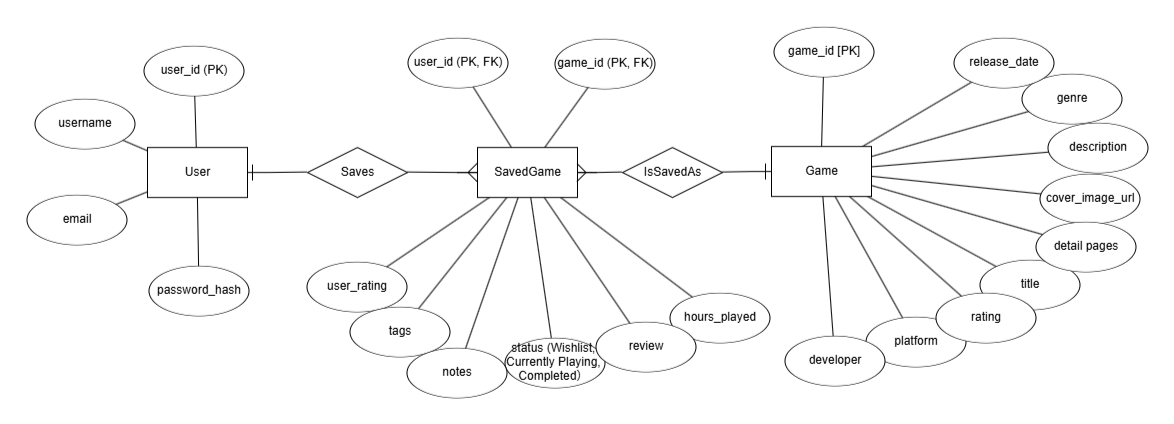 user_id (PK)
username
User
email
password_hash
Saves
user_id (PK, FK)
game_id (PK, FK)
SavedGame
user_rating
tags
notes
status (Wishlist,
Currently Playing,
Completed)
review
hours_played
IsSavedAs
game_id [PK]
Game
release_date
genre
description
cover_image_url
detail pages
title
rating
platform
developer